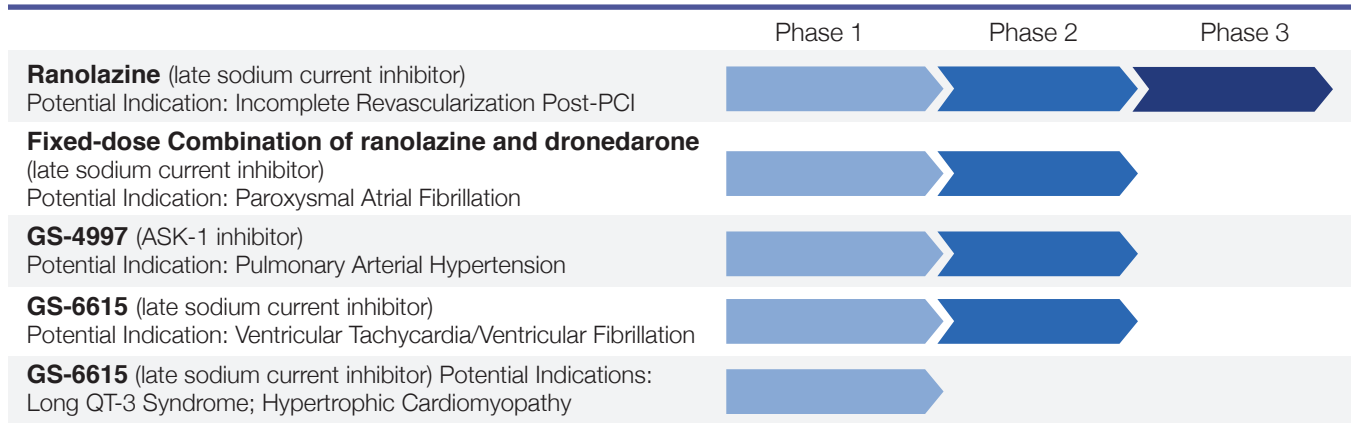 Phase 1 Phase 2 Phase 3
Ranolazine (late sodium current inhibitor)
Potential Indication: Incomplete Revascularization Post-PCI
Fixed-dose Combination of ranolazine and dronedarone
(late sodium current inhibitor)
Potential Indication: Paroxysmal Atrial Fibrillation
GS-4997 (ASK-1 inhibitor)
Potential Indication: Pulmonary Arterial Hypertension
GS-6615 (late sodium current inhibitor)
Potential Indication: Ventricular Tachycardia/Ventricular Fibrillation
GS-6615 (late sodium current inhibitor) Potential Indications:
Long QT-3 Syndrome; Hypertrophic Cardiomyopathy